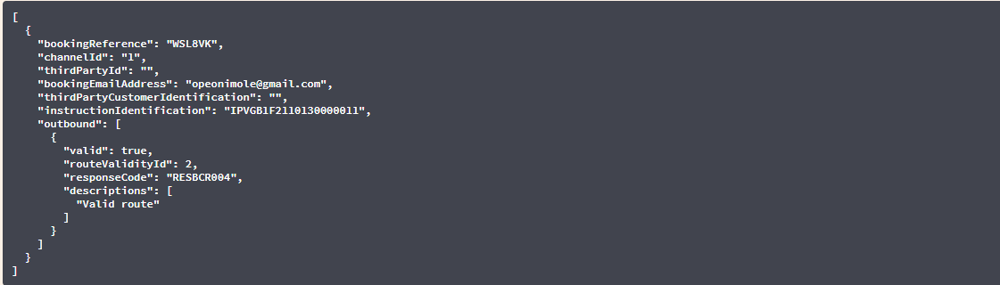 [
  {
    "bookingReference": "WSL8VK",
    "channelId": "1",
    "thirdPartyId": "",
    "bookingEmailAddress": "opeonimole@gmail.com",
    "thirdPartyCustomerIdentification": "",
    "instructionIdentification": "IPVGB1F2110130000011",
    "outbound": [
      {
        "valid": true,
        "routeValidityId": 2,
        "responseCode": "RESBCR004",
        "descriptions": [
          "Valid route"
        ]
      }
    ]
  }
]